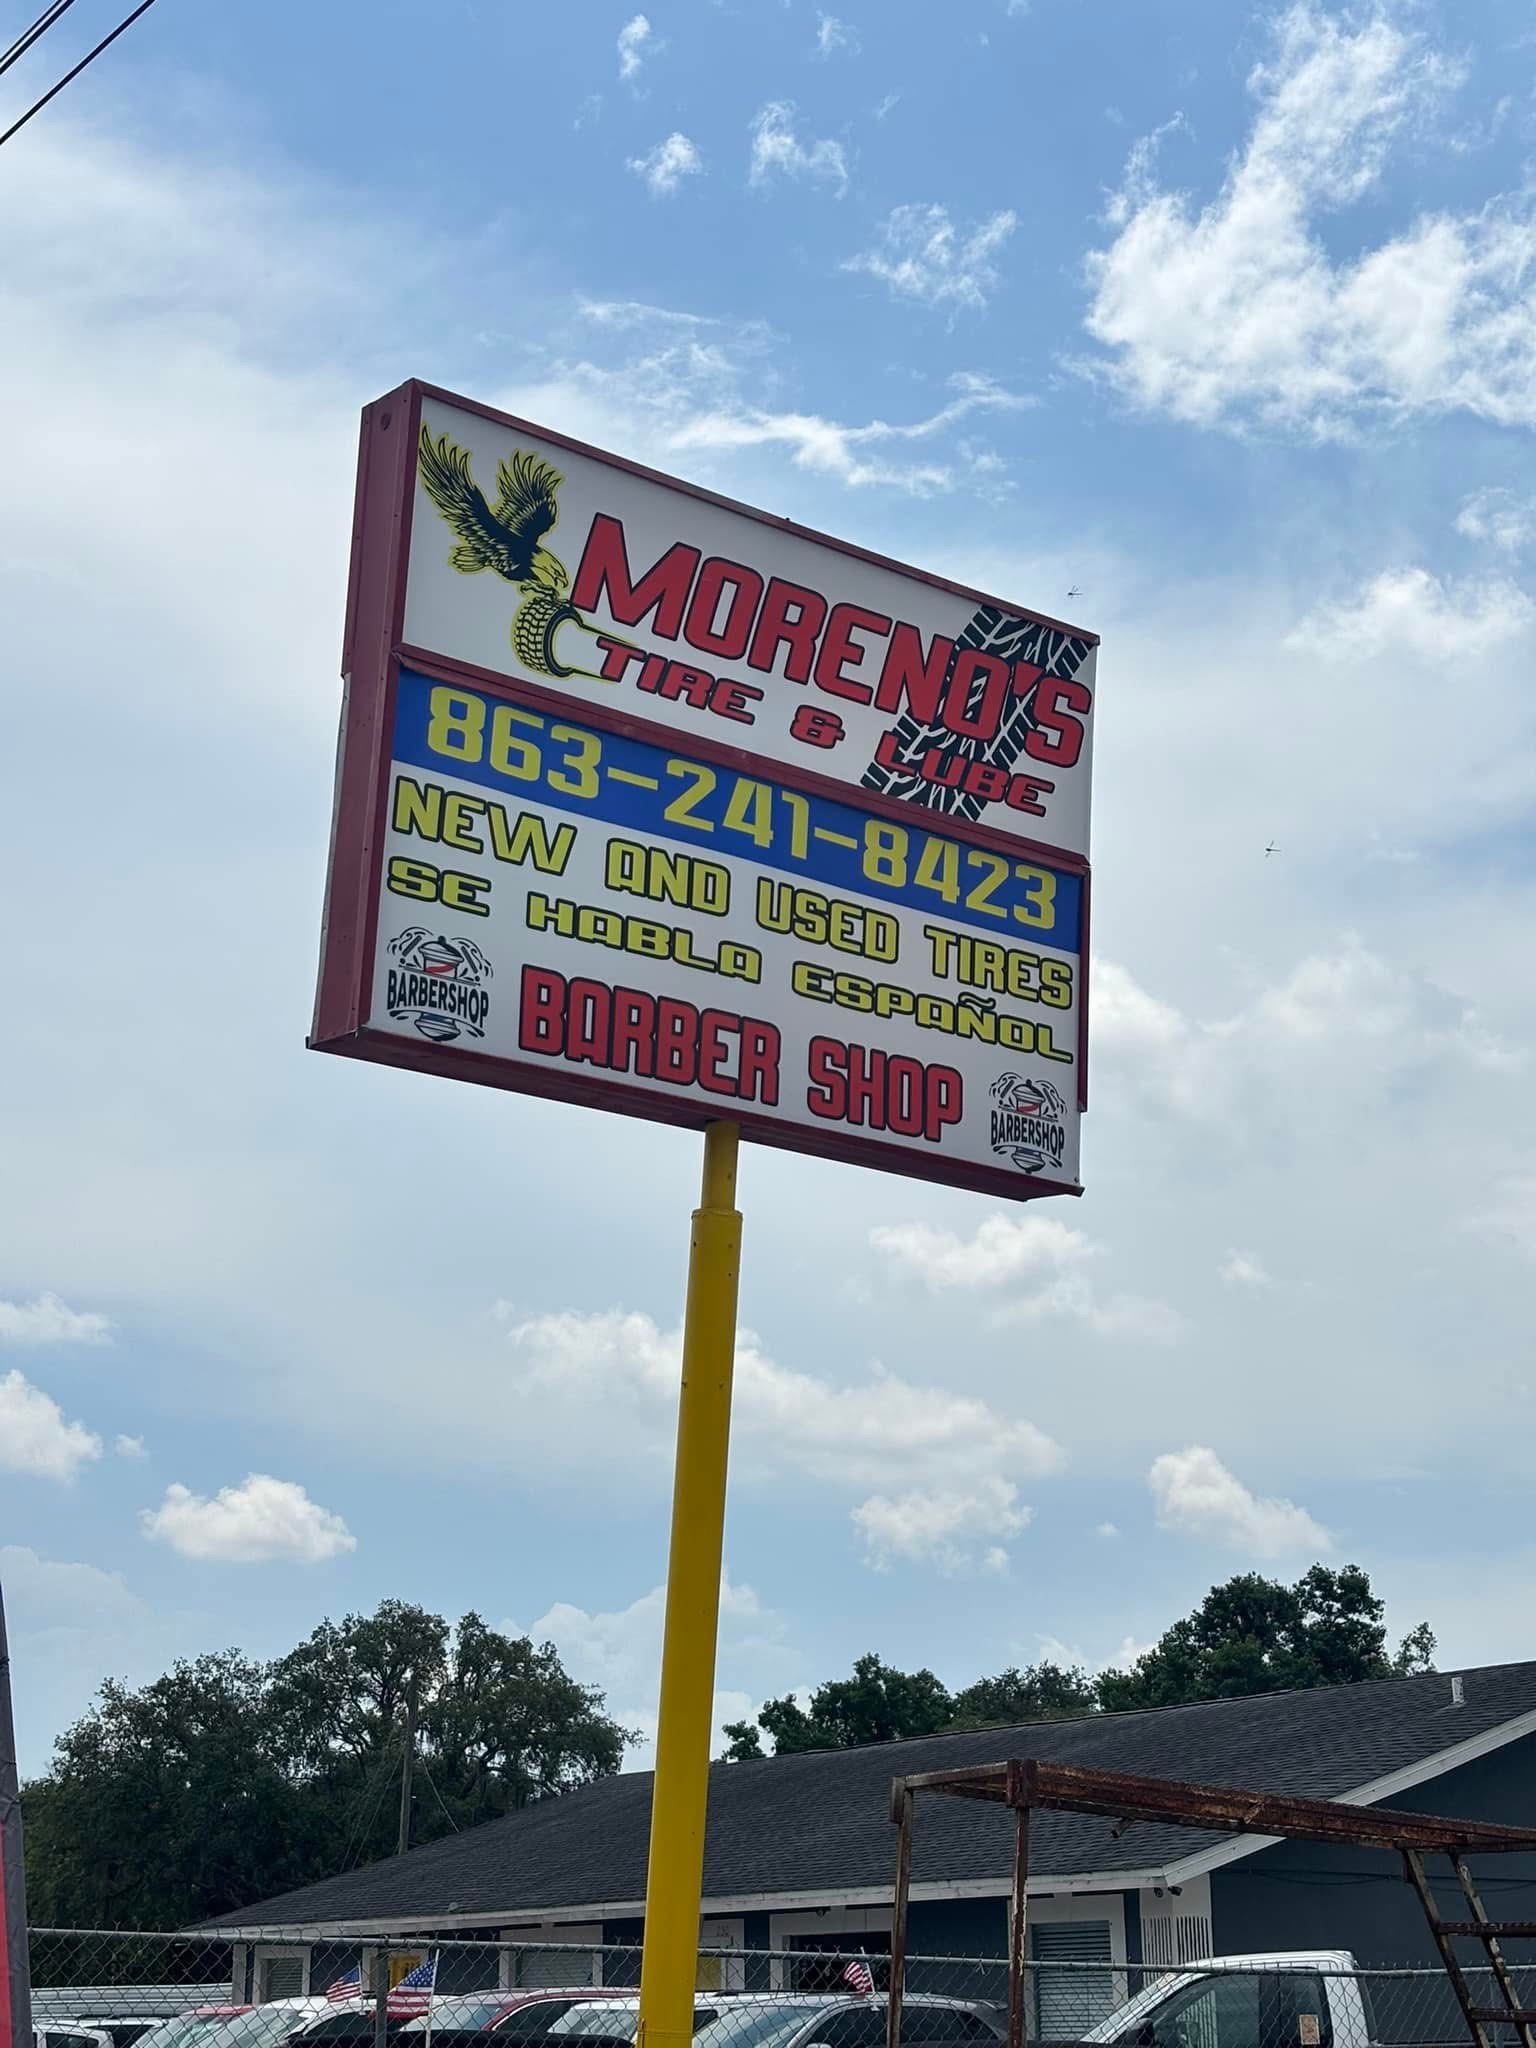 MORENO'S
TIRE & LUBE
863-241-8423
NEW AND USED TIRES
SE HABLA ESPAÑOL
BARBERSHOP
BARBER SHOP
BARBERSHOP